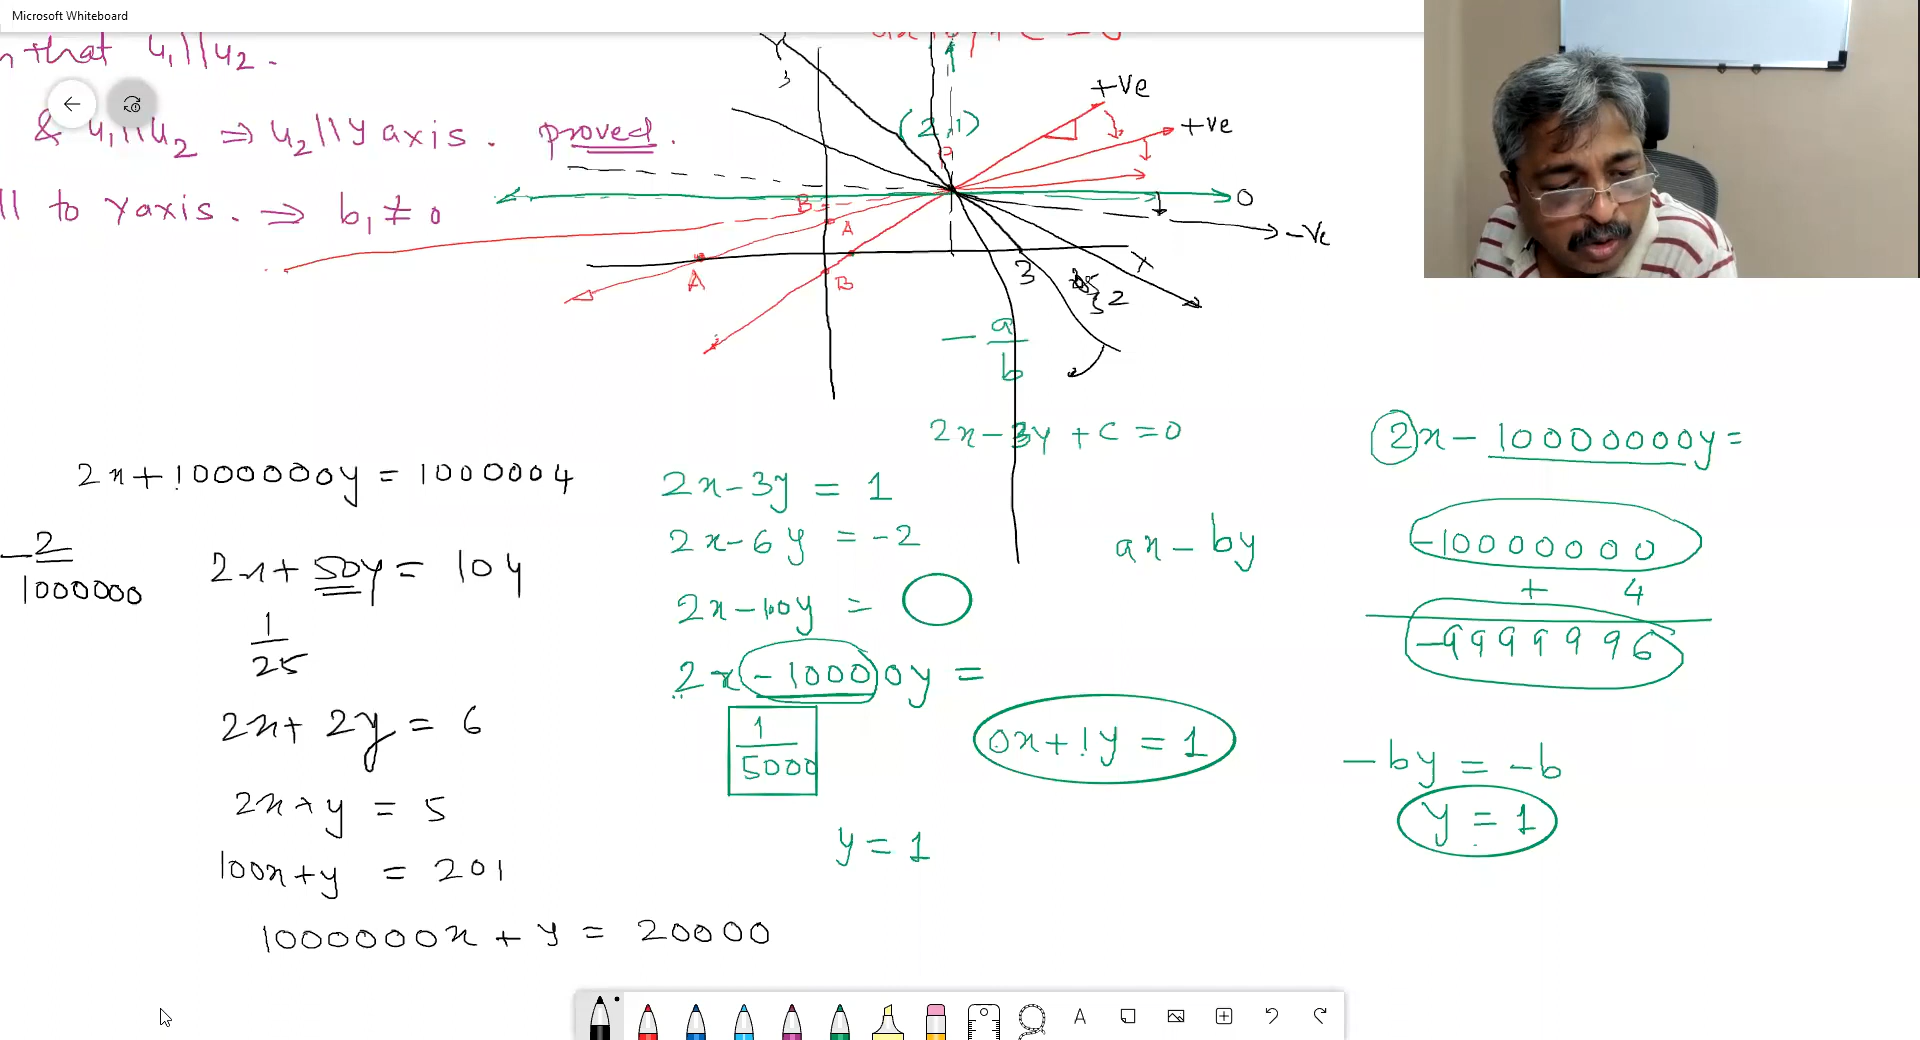 Microsoft Whiteboard
that u1 || u2 .
& u1 || u2 ⇒ u2 || y axis . proved .
ll to Y axis . ⇒ b1 ≠ 0
+ve
(2,1)
+ve
0
-ve
B
A
A
B
3
3
X
2
- a/b
2x - 3y + C = 0
2x - 10000000y =
2x + 1000000y = 1000004
2x - 3y = 1
-10000000
-2/1000000
2x + 50y = 104
2x - 6y = -2
ax - by
+ 4
1/25
2x - 100y =
-9999996
2x + 2y = 6
2x - 10000y =
1/5000
0x + 1y = 1
- by = - b
2x + y = 5
y = 1
y = 1
100x + y = 201
1000000x + y = 20000
A